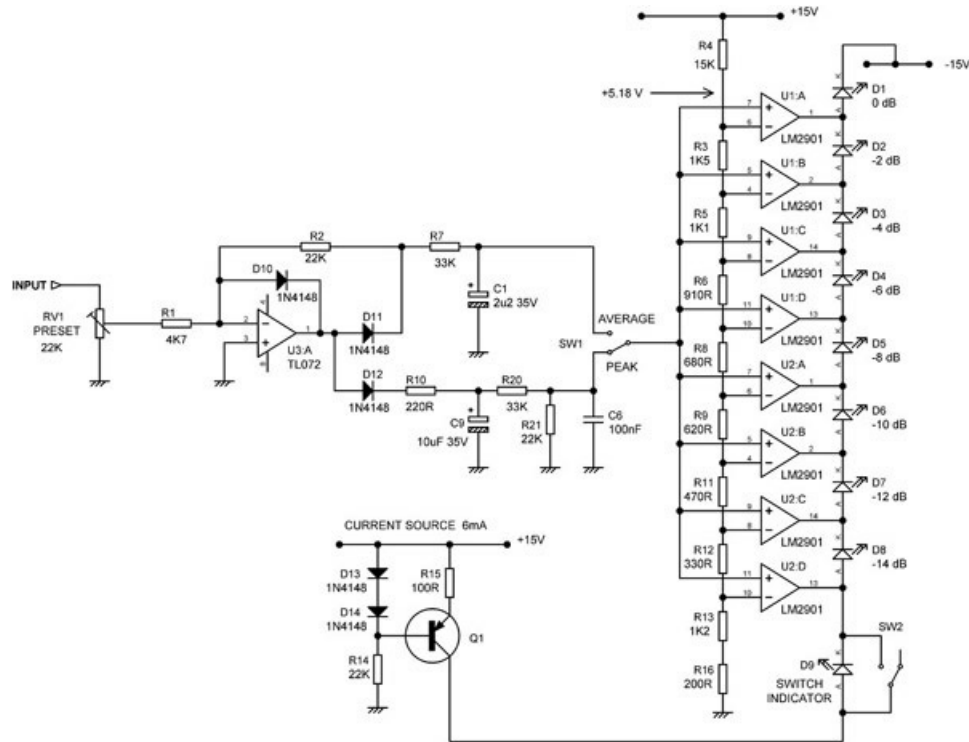 +15V
R4
15K
-15V
+5.18 V
U1:A
D1
0 dB
7
6
1
LM2901
R3
1K5
U1:B
D2
-2 dB
5
4
2
LM2901
R5
1K1
U1:C
D3
-4 dB
9
8
14
LM2901
R6
910R
U1:D
D4
-6 dB
11
10
13
LM2901
R8
680R
U2:A
D5
-8 dB
7
6
1
LM2901
R9
620R
U2:B
D6
-10 dB
5
4
2
LM2901
R11
470R
U2:C
D7
-12 dB
9
8
14
LM2901
R12
330R
U2:D
D8
-14 dB
11
10
13
LM2901
R13
1K2
R16
200R
K
A
K
A
K
A
K
A
K
A
K
A
K
A
K
A
K
A
SW2
D9
SWITCH
INDICATOR
R2
22K
R7
33K
D10
1N4148
INPUT
RV1
PRESET
22K
R1
4K7
2
3
1
4
8
U3:A
TL072
D11
1N4148
+
C1
2u2 35V
AVERAGE
SW1
PEAK
D12
1N4148
R10
220R
R20
33K
+
C9
10uF 35V
R21
22K
C6
100nF
CURRENT SOURCE 6mA
+15V
D13
1N4148
R15
100R
D14
1N4148
Q1
R14
22K